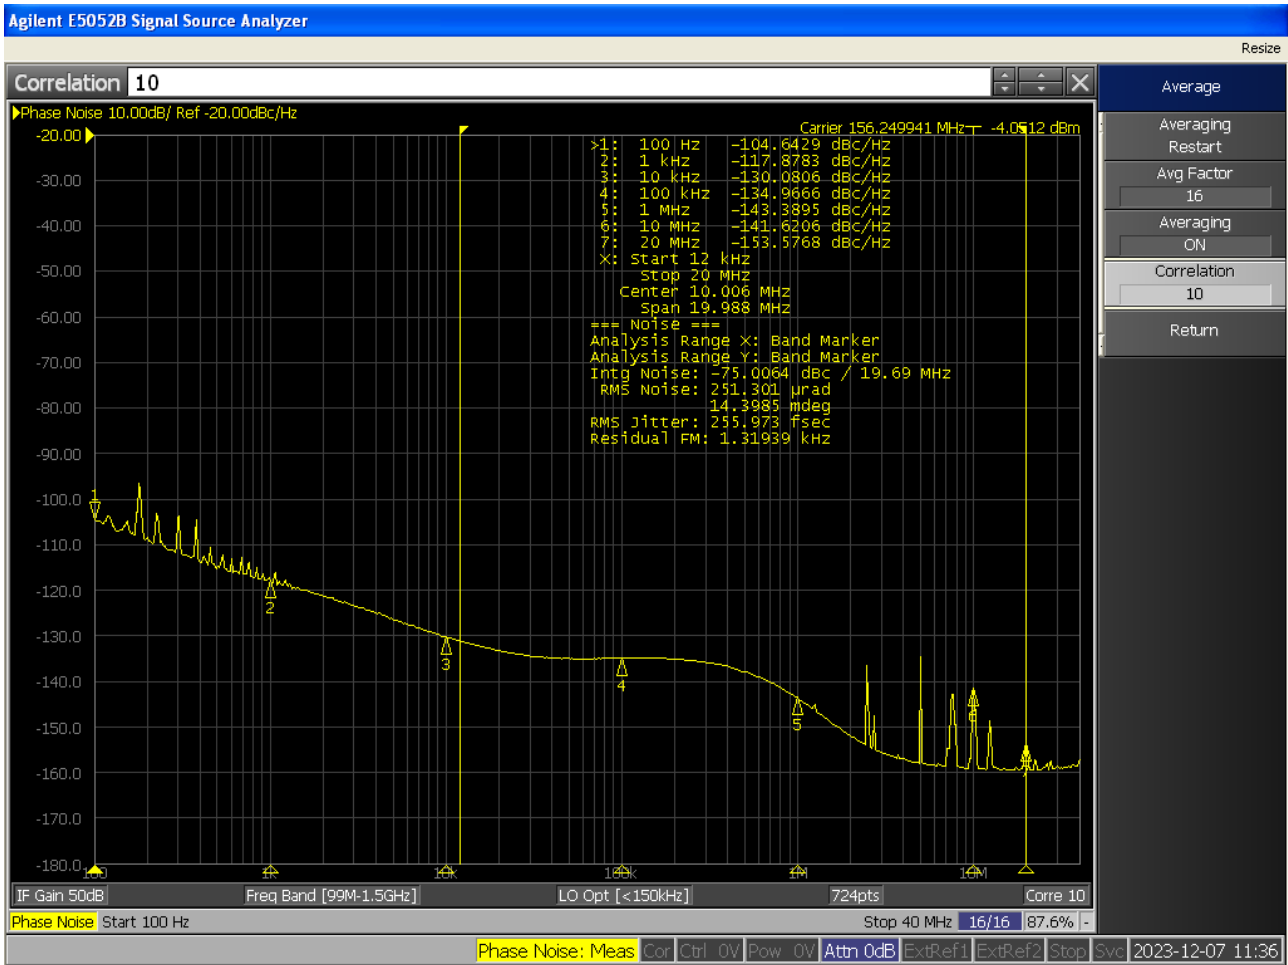 Agilent E5052B Signal Source Analyzer
Resize
Correlation 10
Phase Noise 10.00dB/ Ref -20.00dBc/Hz
Carrier 156.249941 MHz -4.0512 dBm
-20.00
-30.00
-40.00
-50.00
-60.00
-70.00
-80.00
-90.00
-100.0
-110.0
-120.0
-130.0
-140.0
-150.0
-160.0
-170.0
-180.0
>1: 100 Hz -104.6429 dBc/Hz
2: 1 kHz -117.8783 dBc/Hz
3: 10 kHz -130.0806 dBc/Hz
4: 100 kHz -134.9666 dBc/Hz
5: 1 MHz -143.3895 dBc/Hz
6: 10 MHz -141.6206 dBc/Hz
7: 20 MHz -153.5768 dBc/Hz
X: Start 12 kHz
Stop 20 MHz
Center 10.006 MHz
Span 19.988 MHz
=== Noise ===
Analysis Range X: Band Marker
Analysis Range Y: Band Marker
Intg Noise: -75.0064 dBc / 19.69 MHz
RMS Noise: 251.301 µrad
14.3985 mdeg
RMS Jitter: 255.973 fsec
Residual FM: 1.31939 kHz
1
2
3
4
5
6
100
1k
10k
100k
1M
10M
IF Gain 50dB
Freq Band [99M-1.5GHz]
LO Opt [<150kHz]
724pts
Corre 10
Phase Noise Start 100 Hz
Stop 40 MHz 16/16 87.6% -
Phase Noise: Meas Cor Ctrl 0V Pow 0V Attn 0dB ExtRef1 ExtRef2 Stop Svc 2023-12-07 11:36
Average
Averaging
Restart
Avg Factor
16
Averaging
ON
Correlation
10
Return